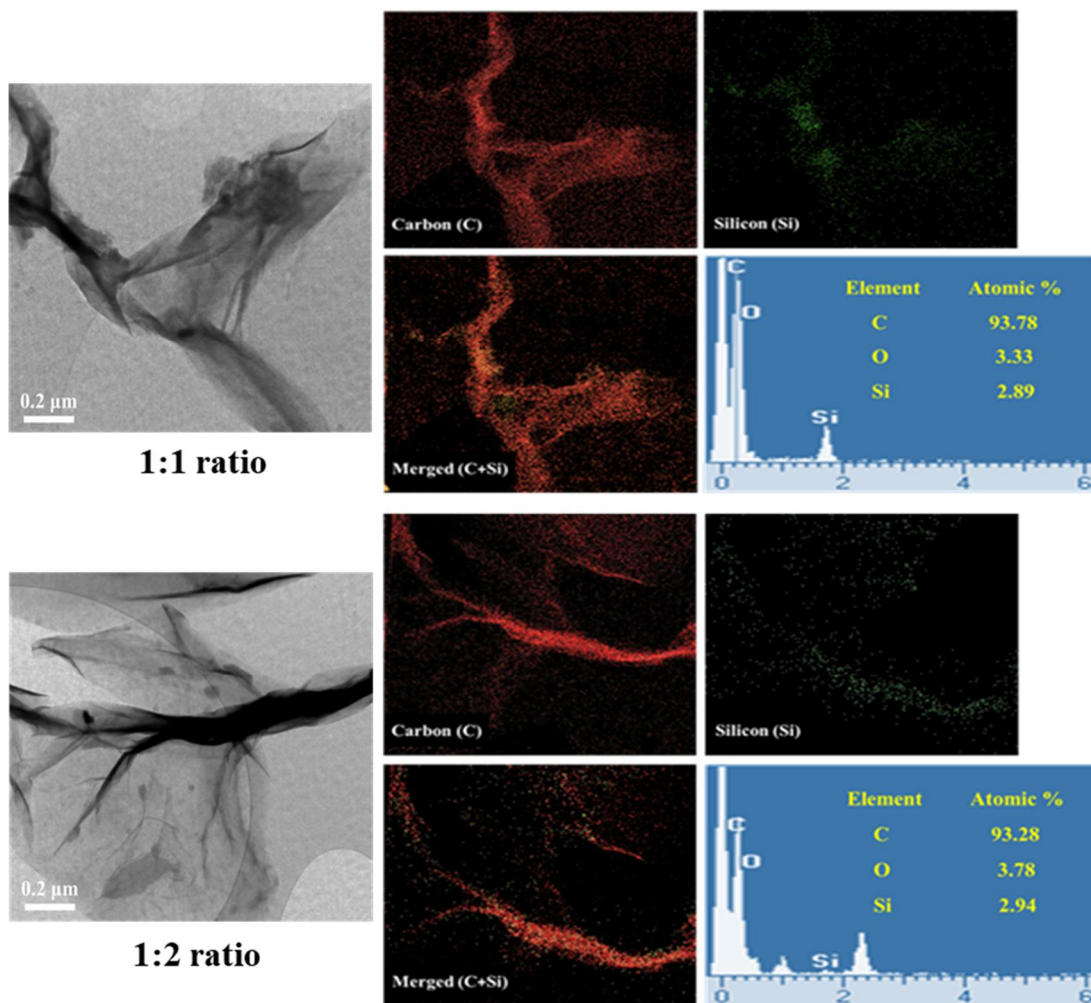 0.2 µm
1:1 ratio
Carbon (C)
Silicon (Si)
Merged (C+Si)
C
O
Si
Element Atomic %
C 93.78
O 3.33
Si 2.89
0 2 4 6
0.2 µm
1:2 ratio
Carbon (C)
Silicon (Si)
Merged (C+Si)
C
O
Si
Element Atomic %
C 93.28
O 3.78
Si 2.94
0 2 4 6